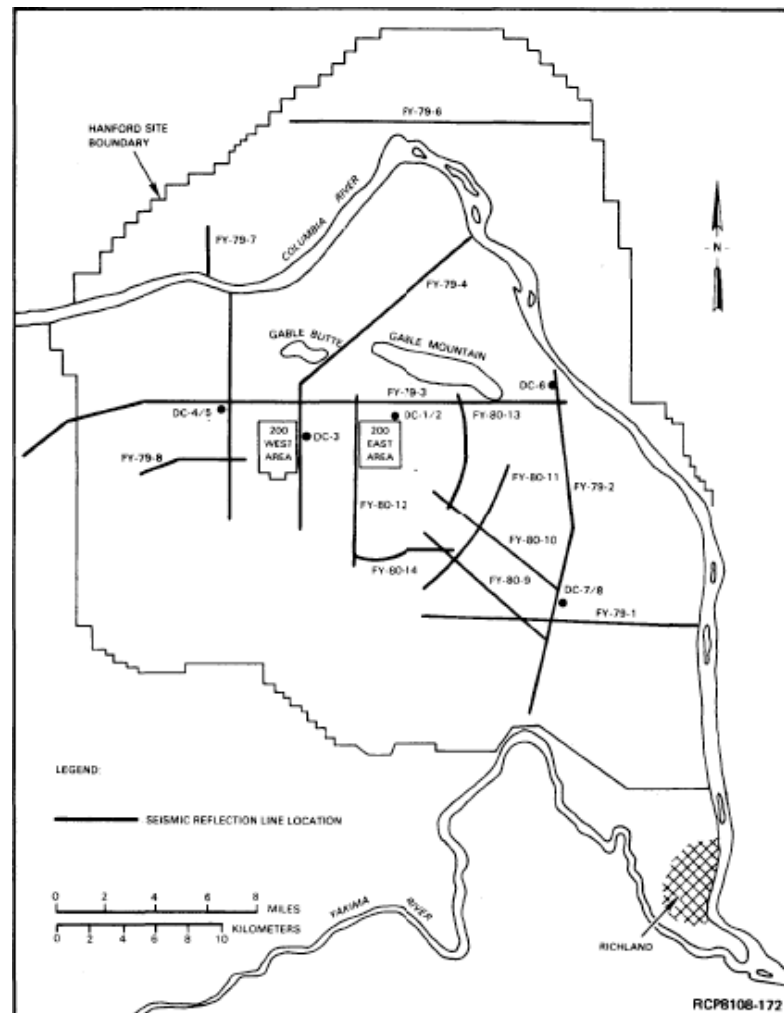 FY-79-6
HANFORD SITE
BOUNDARY
COLUMBIA RIVER
N
FY-79-7
FY-79-4
GABLE BUTTE
GABLE MOUNTAIN
DC-6
FY-79-3
DC-4/5
DC-1/2
FY-80-13
200
WEST
AREA
DC-3
200
EAST
AREA
FY-79-8
FY-80-11
FY-79-2
FY-80-12
FY-80-10
FY-80-14
FY-80-9
DC-7/8
FY-79-1
LEGEND:
SEISMIC REFLECTION LINE LOCATION
0 2 4 6 8
MILES
KILOMETERS
0 2 4 6 8 10
YAKIMA RIVER
RICHLAND
RCP8108-172